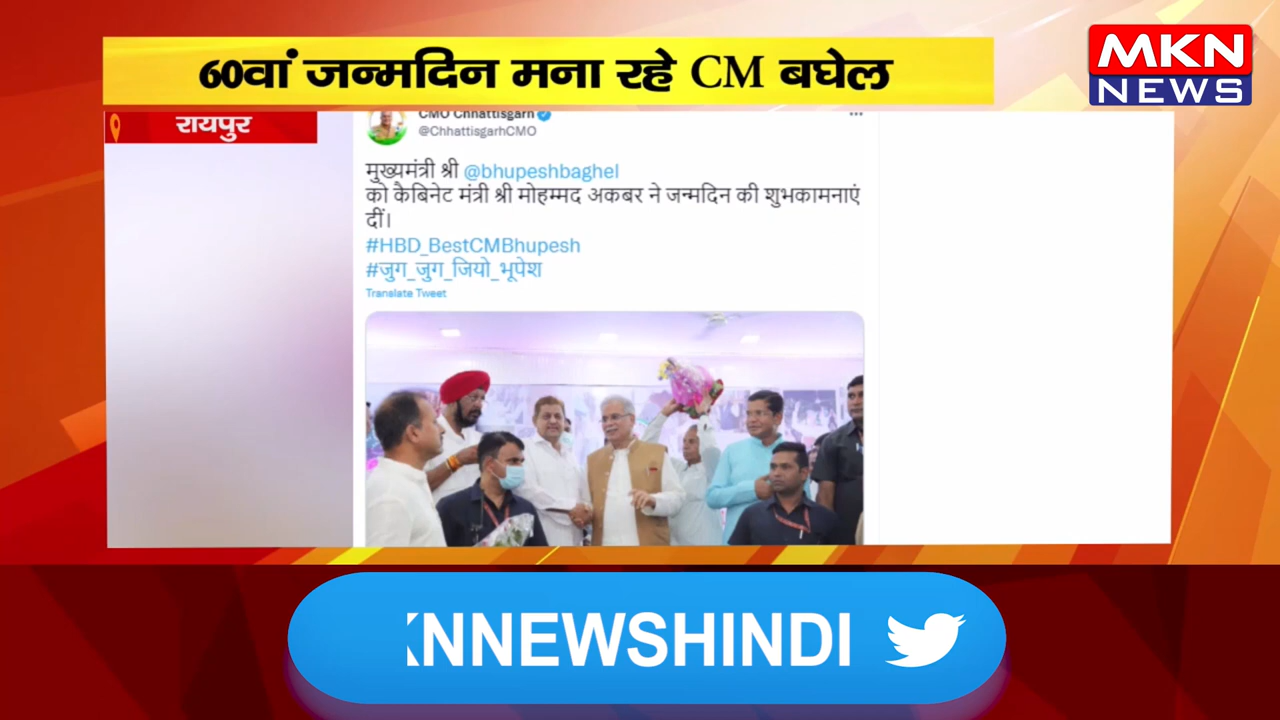 60वां जन्मदिन मना रहे CM बघेल
MKN
NEWS
रायपुर
CMO Chhattisgarh
@ChhattisgarhCMO
मुख्यमंत्री श्री @bhupeshbaghel
को कैबिनेट मंत्री श्री मोहम्मद अकबर ने जन्मदिन की शुभकामनाएं
दीं।
#HBD_BestCMBhupesh
#जुग_जुग_जियो_भूपेश
Translate Tweet
KNNEWSHINDI